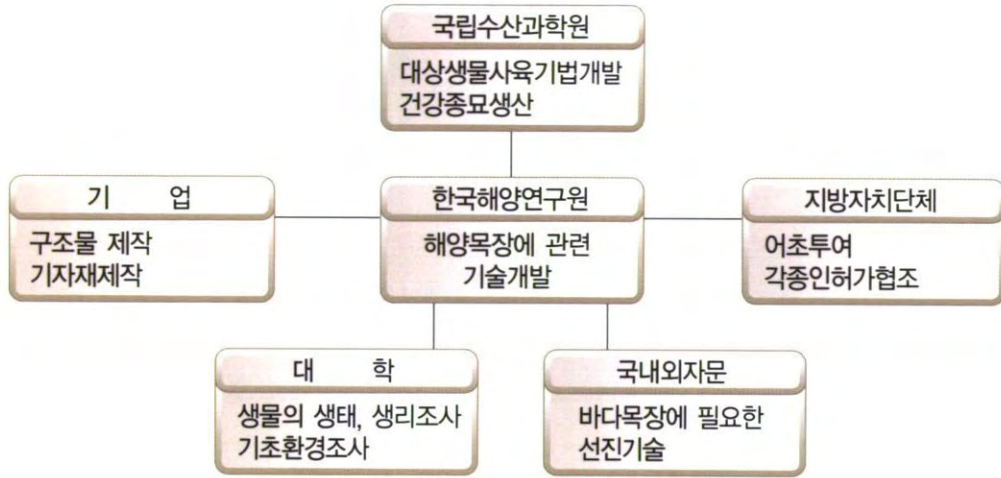 국립수산과학원
대상생물사육기법개발
건강종묘생산
기 업
구조물 제작
기자재제작
한국해양연구원
해양목장에 관련
기술개발
지방자치단체
어초투여
각종인허가협조
대 학
생물의 생태, 생리조사
기초환경조사
국내외자문
바다목장에 필요한
선진기술